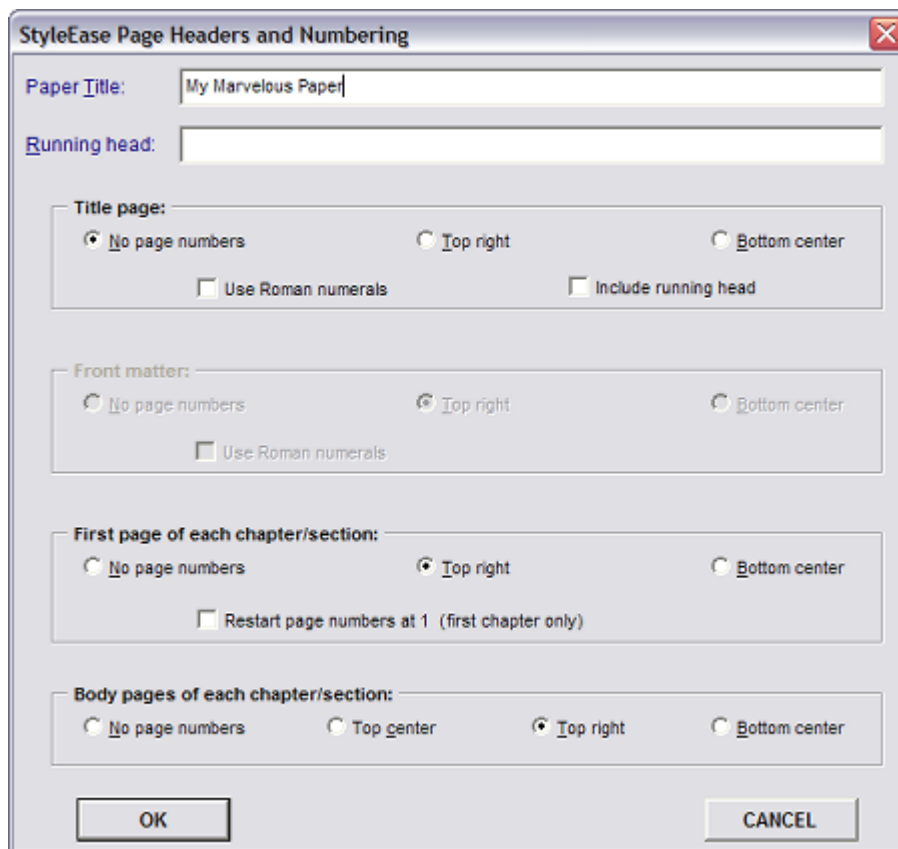 StyleEase Page Headers and Numbering
Paper Title: My Marvelous Paper
Running head:
Title page:
No page numbers Top right Bottom center
Use Roman numerals Include running head
Front matter:
No page numbers Top right Bottom center
Use Roman numerals
First page of each chapter/section:
No page numbers Top right Bottom center
Restart page numbers at 1 (first chapter only)
Body pages of each chapter/section:
No page numbers Top center Top right Bottom center
OK CANCEL